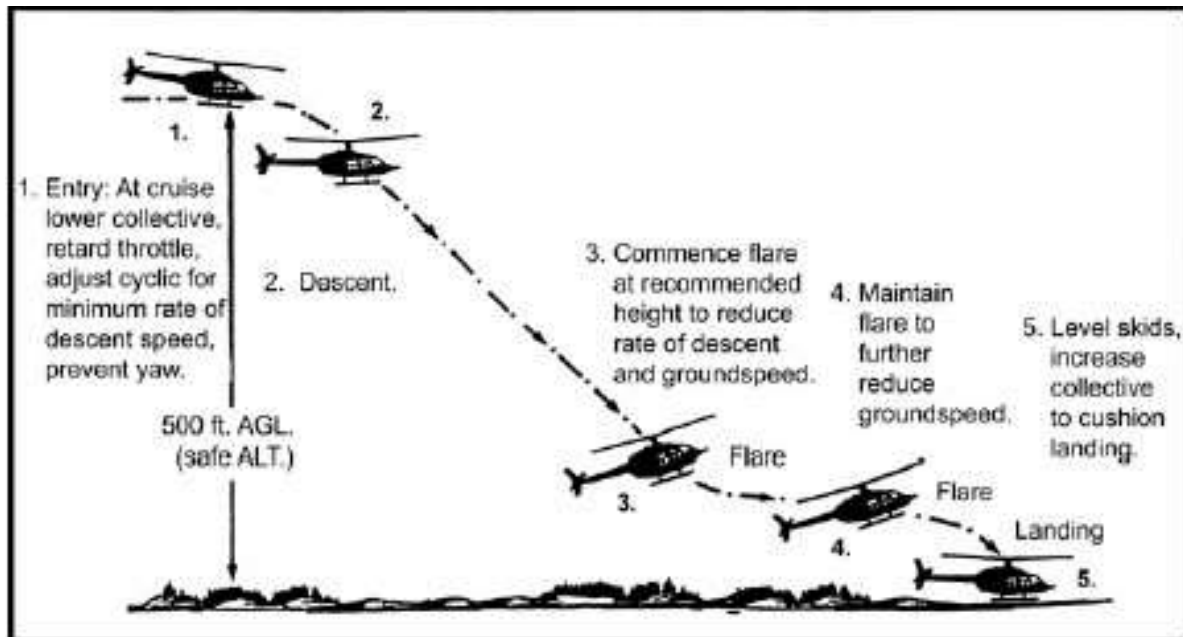 1.
2.
1. Entry: At cruise
lower collective,
retard throttle,
adjust cyclic for
minimum rate of
descent speed,
prevent yaw.
2. Descent.
500 ft. AGL.
(safe ALT.)
3. Commence flare
at recommended
height to reduce
rate of descent
and groundspeed.
4. Maintain
flare to
further
reduce
groundspeed.
5. Level skids,
increase
collective
to cushion
landing.
Flare
3.
Flare
4.
Landing
5.